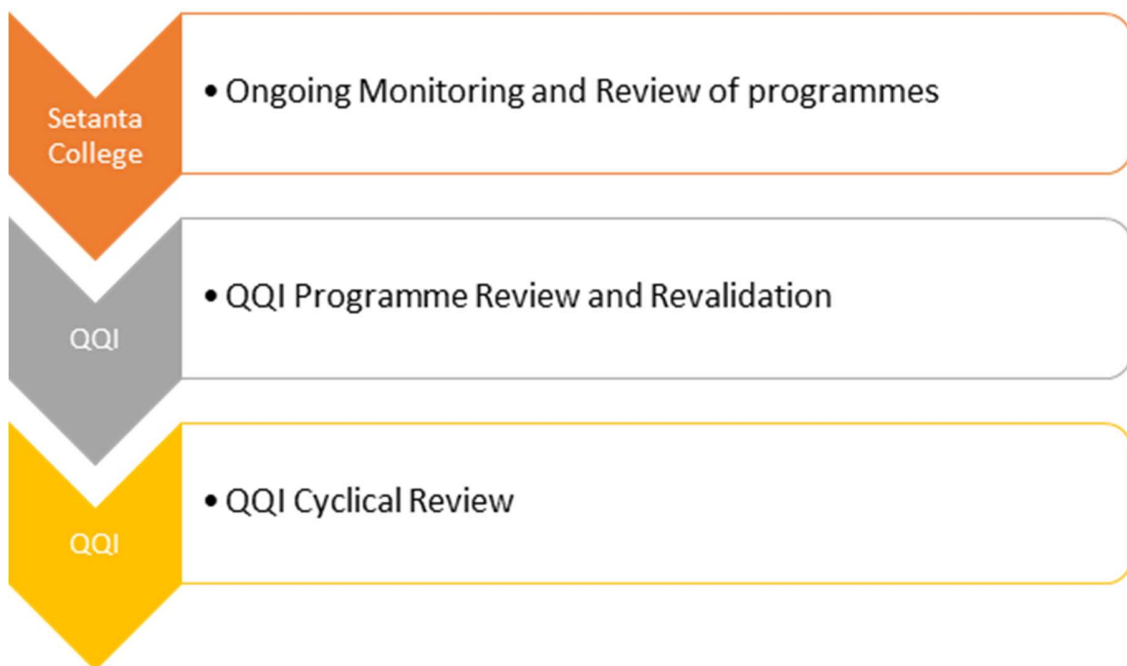 Setanta
College
• Ongoing Monitoring and Review of programmes
QQI
• QQI Programme Review and Revalidation
QQI
• QQI Cyclical Review